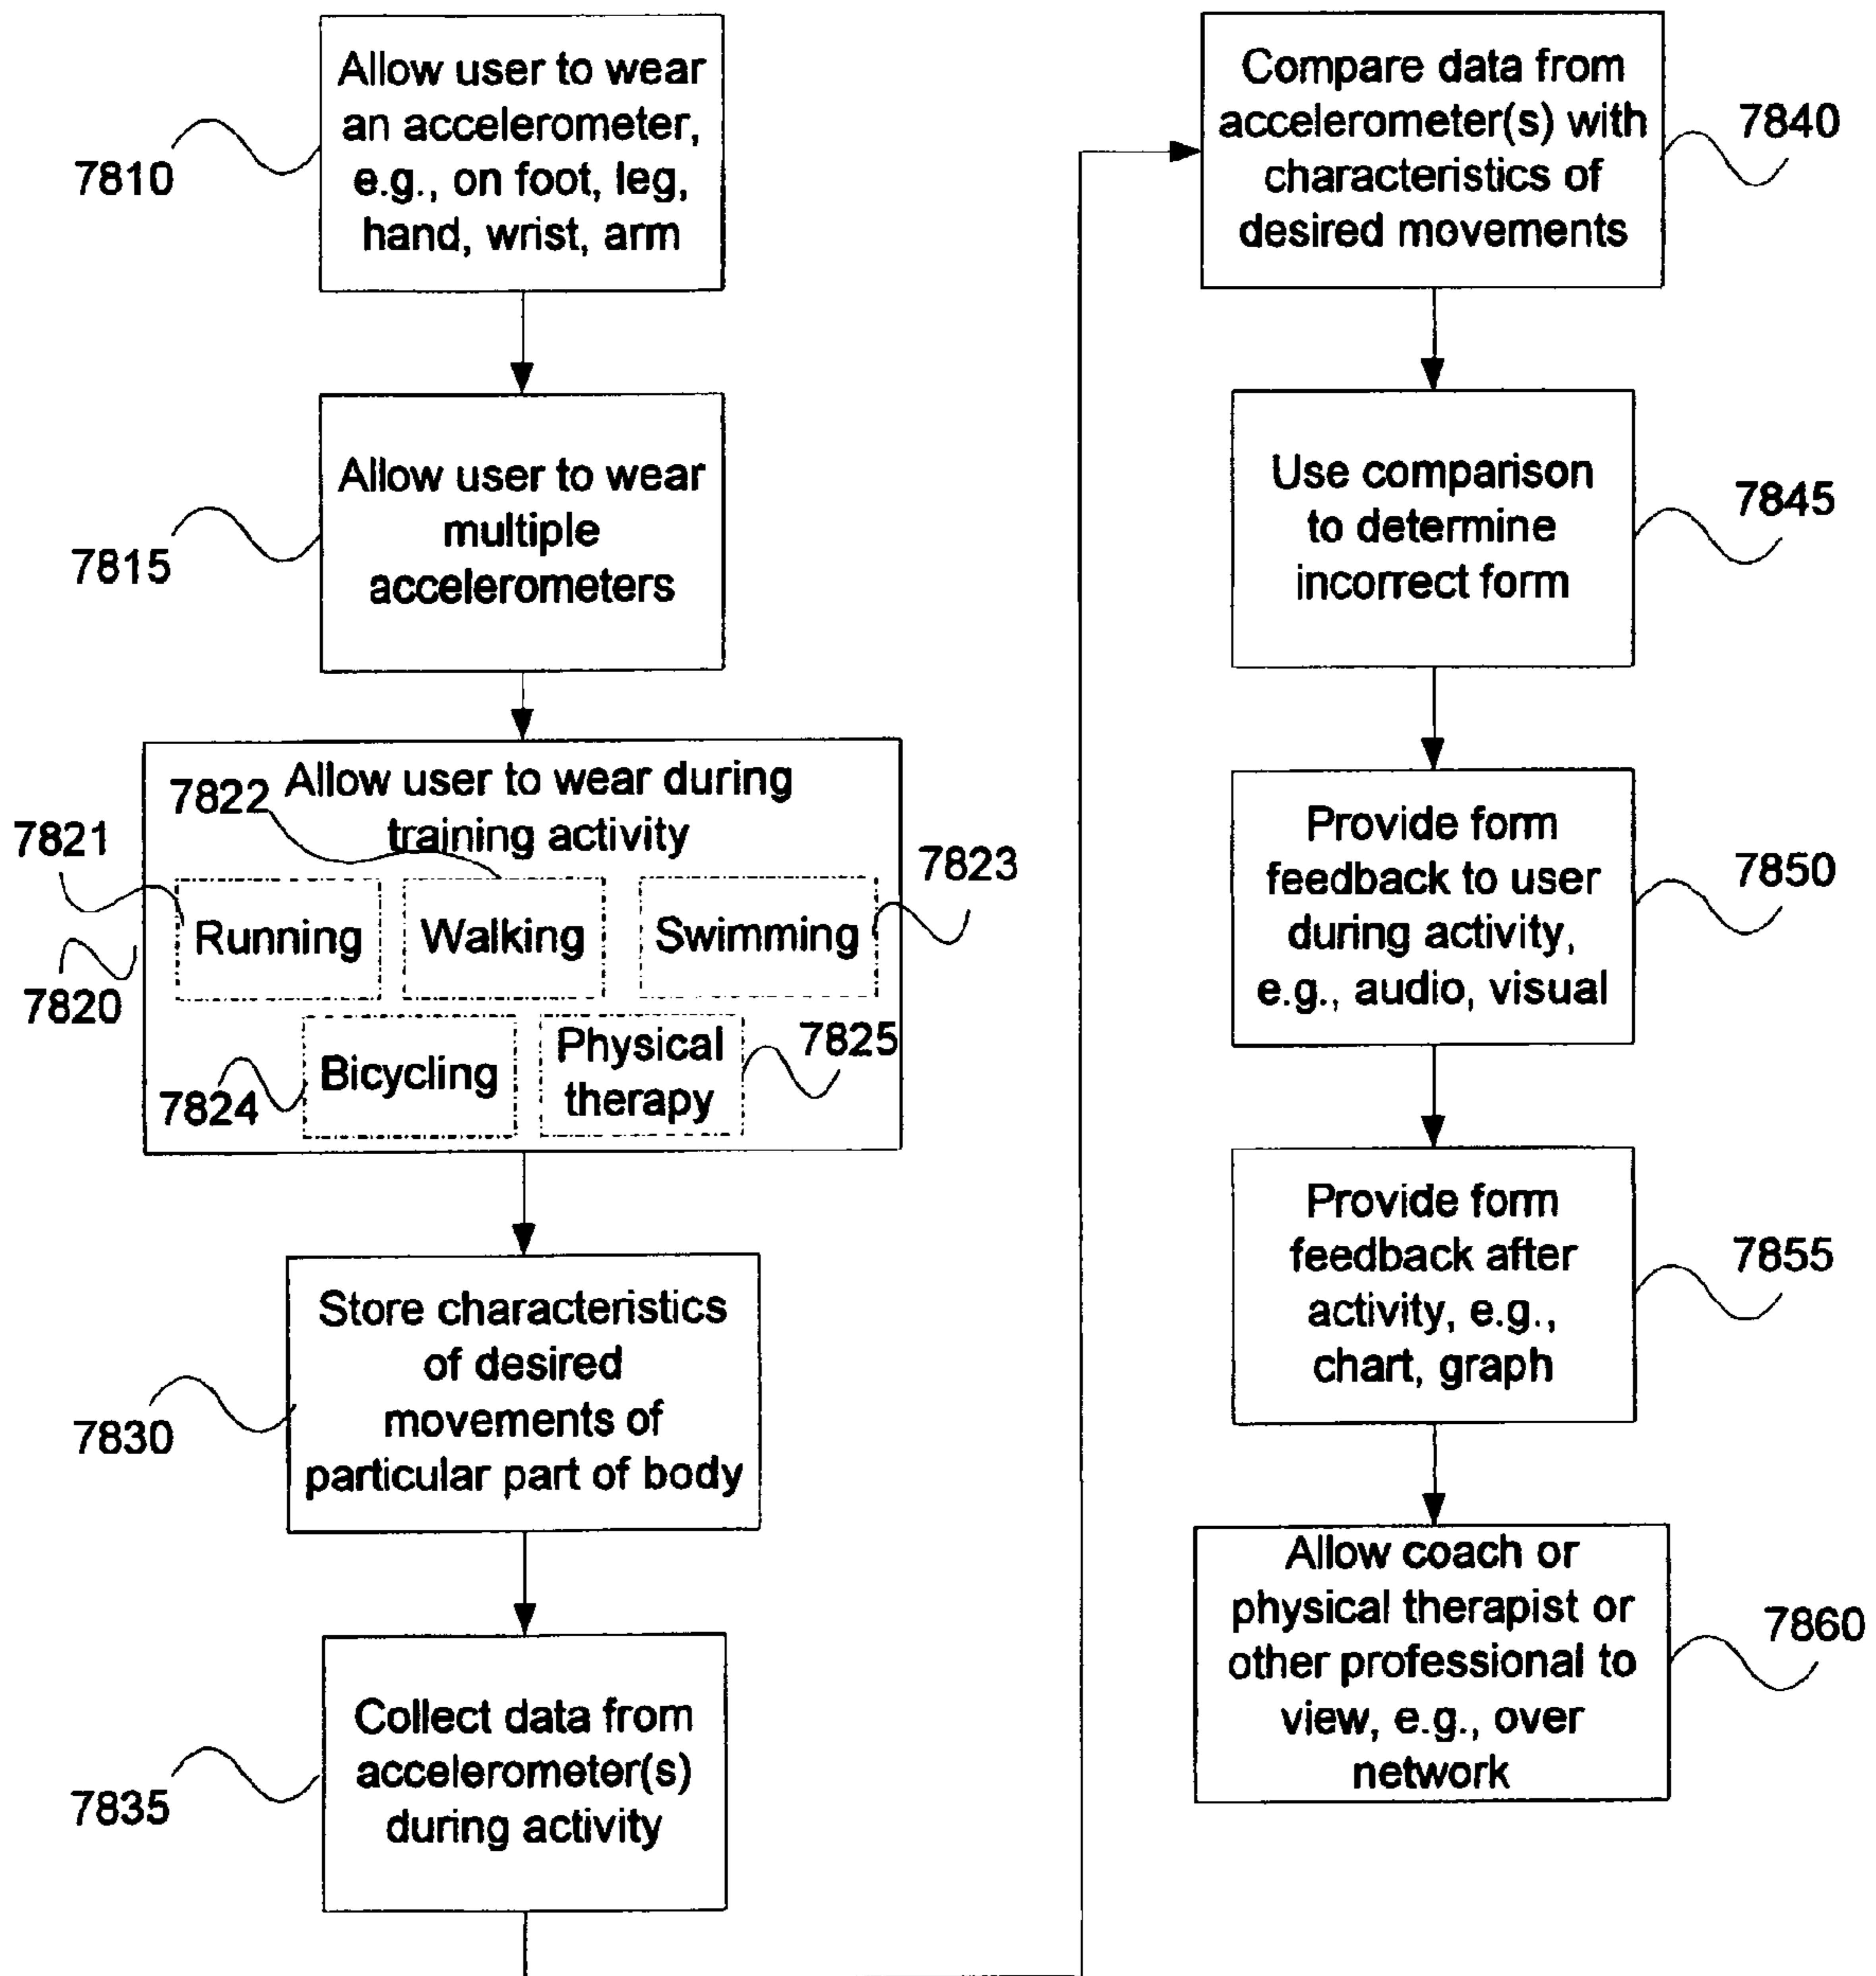 Allow user to wear
an accelerometer,
e.g., on foot, leg,
hand, wrist, arm
7810
Allow user to wear
multiple
accelerometers
7815
Allow user to wear during
training activity
7822
7821
7823
Running
Walking
Swimming
7820
Bicycling
Physical
therapy
7825
7824
Store characteristics
of desired
movements of
particular part of body
7830
Collect data from
accelerometer(s)
during activity
7835
Compare data from
accelerometer(s) with
characteristics of
desired movements
7840
Use comparison
to determine
incorrect form
7845
Provide form
feedback to user
during activity,
e.g., audio, visual
7850
Provide form
feedback after
activity, e.g.,
chart, graph
7855
Allow coach or
physical therapist or
other professional to
view, e.g., over
network
7860